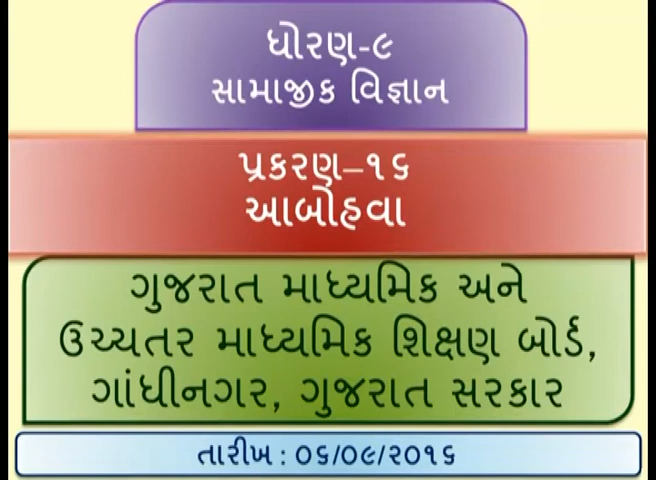 ધોરણ-૯
સામાજીક વિજ્ઞાન
પ્રકરણ–૧૬
આબોહવા
ગુજરાત માધ્યમિક અને
ઉચ્ચતર માધ્યમિક શિક્ષણ બોર્ડ,
ગાંધીનગર, ગુજરાત સરકાર
તારીખ : ૦૬/૦૯/૨૦૧૬